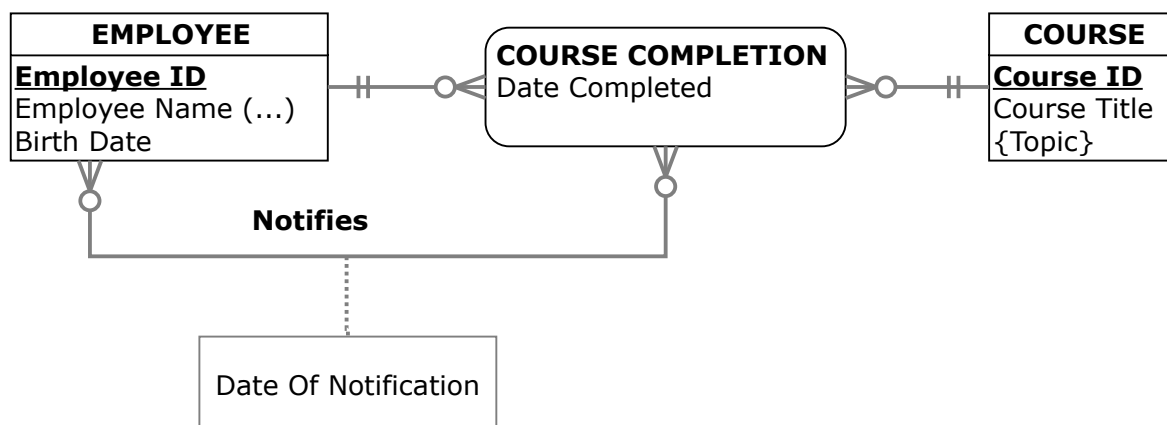 EMPLOYEE
Employee ID
Employee Name (...)
Birth Date
COURSE COMPLETION
Date Completed
COURSE
Course ID
Course Title
{Topic}
Notifies
Date Of Notification